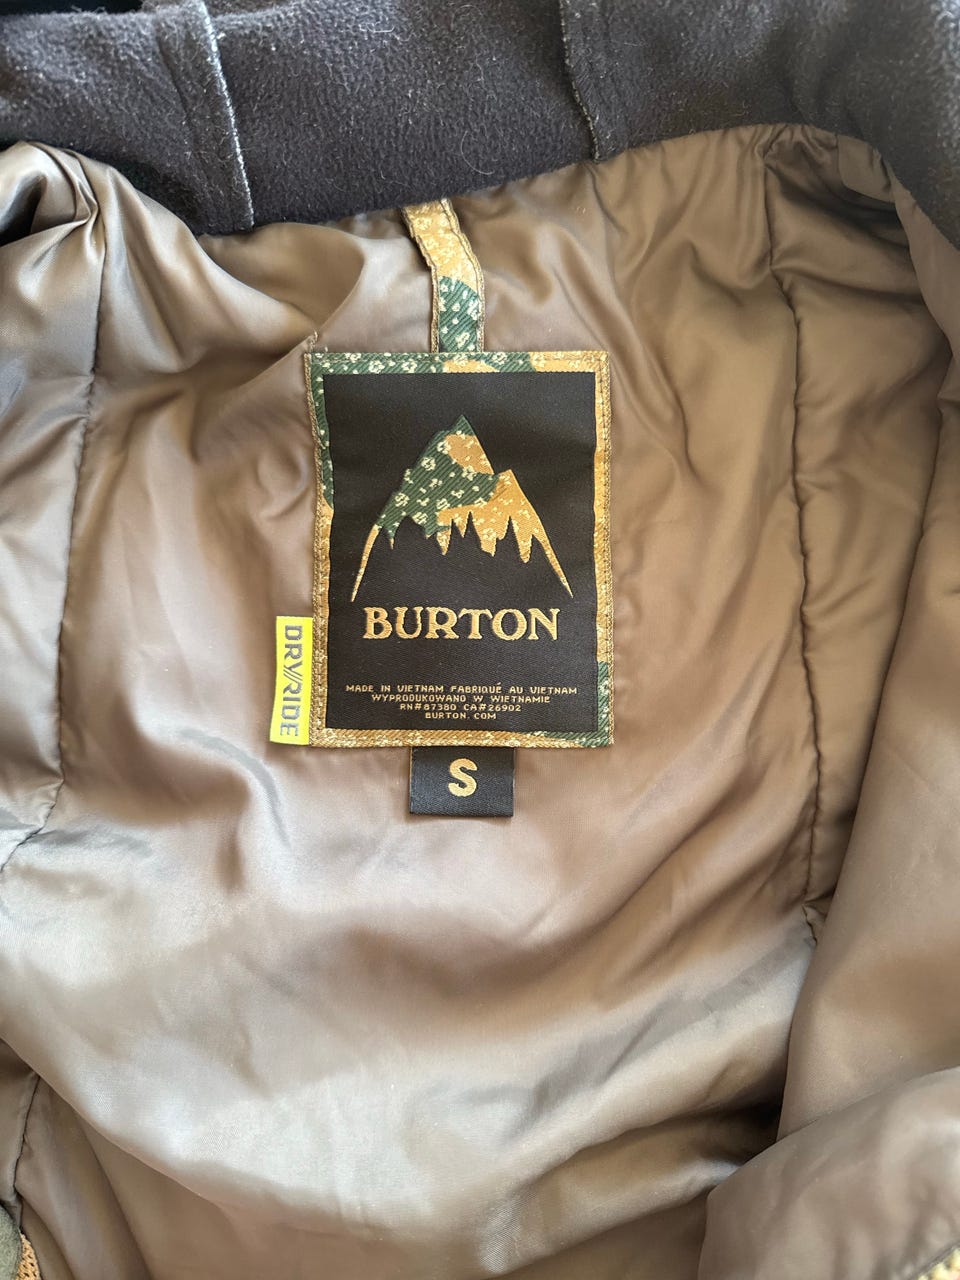 BURTON
MADE IN VIETNAM FABRIQUÉ AU VIETNAM
WYPRODUKOWANO W WIETNAMIE
RN#87380 CA#26902
BURTON.COM
DRY//RIDE
S